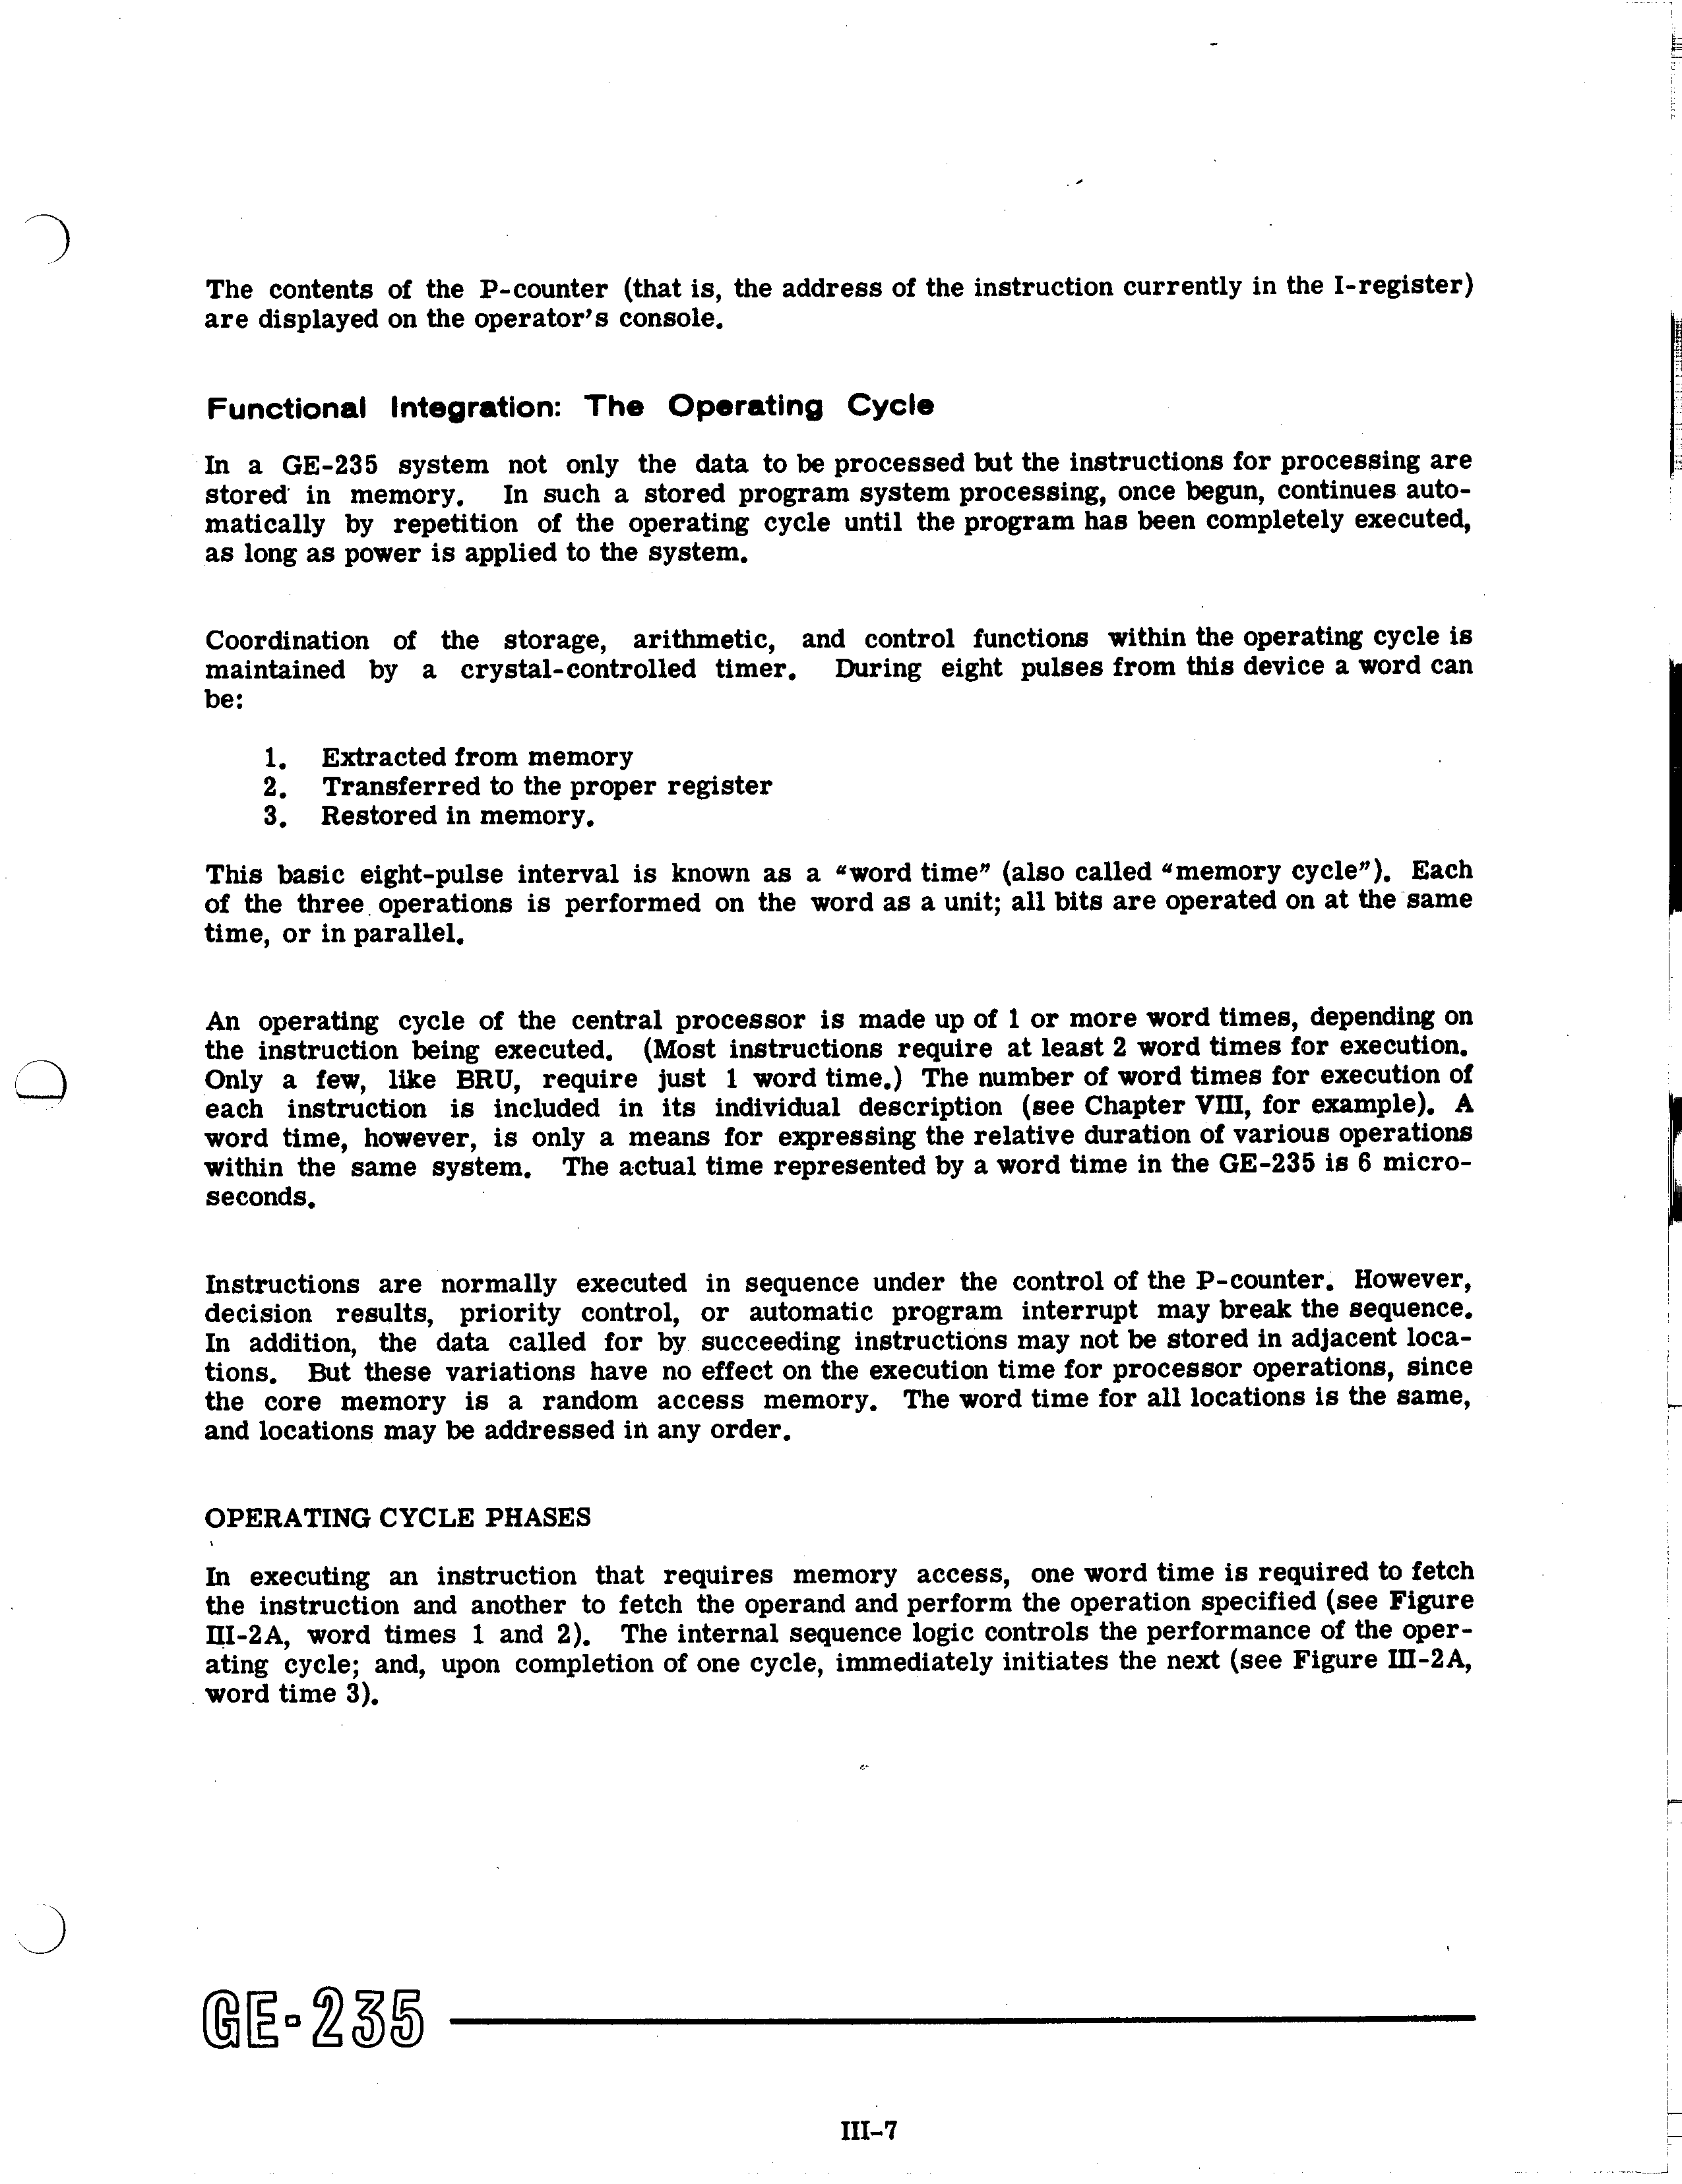 The contents of the P-counter (that is, the address of the instruction currently in the I-register)
are displayed on the operator's console.
Functional Integration: The Operating Cycle
In a GE-235 system not only the data to be processed but the instructions for processing are
stored in memory. In such a stored program system processing, once begun, continues auto-
matically by repetition of the operating cycle until the program has been completely executed,
as long as power is applied to the system.
Coordination of the storage, arithmetic, and control functions within the operating cycle is
maintained by a crystal-controlled timer. During eight pulses from this device a word can
be:
1. Extracted from memory
2. Transferred to the proper register
3. Restored in memory.
This basic eight-pulse interval is known as a “word time” (also called “memory cycle”). Each
of the three operations is performed on the word as a unit; all bits are operated on at the same
time, or in parallel.
An operating cycle of the central processor is made up of 1 or more word times, depending on
the instruction being executed. (Most instructions require at least 2 word times for execution.
Only a few, like BRU, require just 1 word time.) The number of word times for execution of
each instruction is included in its individual description (see Chapter VIII, for example). A
word time, however, is only a means for expressing the relative duration of various operations
within the same system. The actual time represented by a word time in the GE-235 is 6 micro-
seconds.
Instructions are normally executed in sequence under the control of the P-counter. However,
decision results, priority control, or automatic program interrupt may break the sequence.
In addition, the data called for by succeeding instructions may not be stored in adjacent loca-
tions. But these variations have no effect on the execution time for processor operations, since
the core memory is a random access memory. The word time for all locations is the same,
and locations may be addressed in any order.
OPERATING CYCLE PHASES
In executing an instruction that requires memory access, one word time is required to fetch
the instruction and another to fetch the operand and perform the operation specified (see Figure
III-2A, word times 1 and 2). The internal sequence logic controls the performance of the oper-
ating cycle; and, upon completion of one cycle, immediately initiates the next (see Figure III-2A,
word time 3).
GE-235
III-7